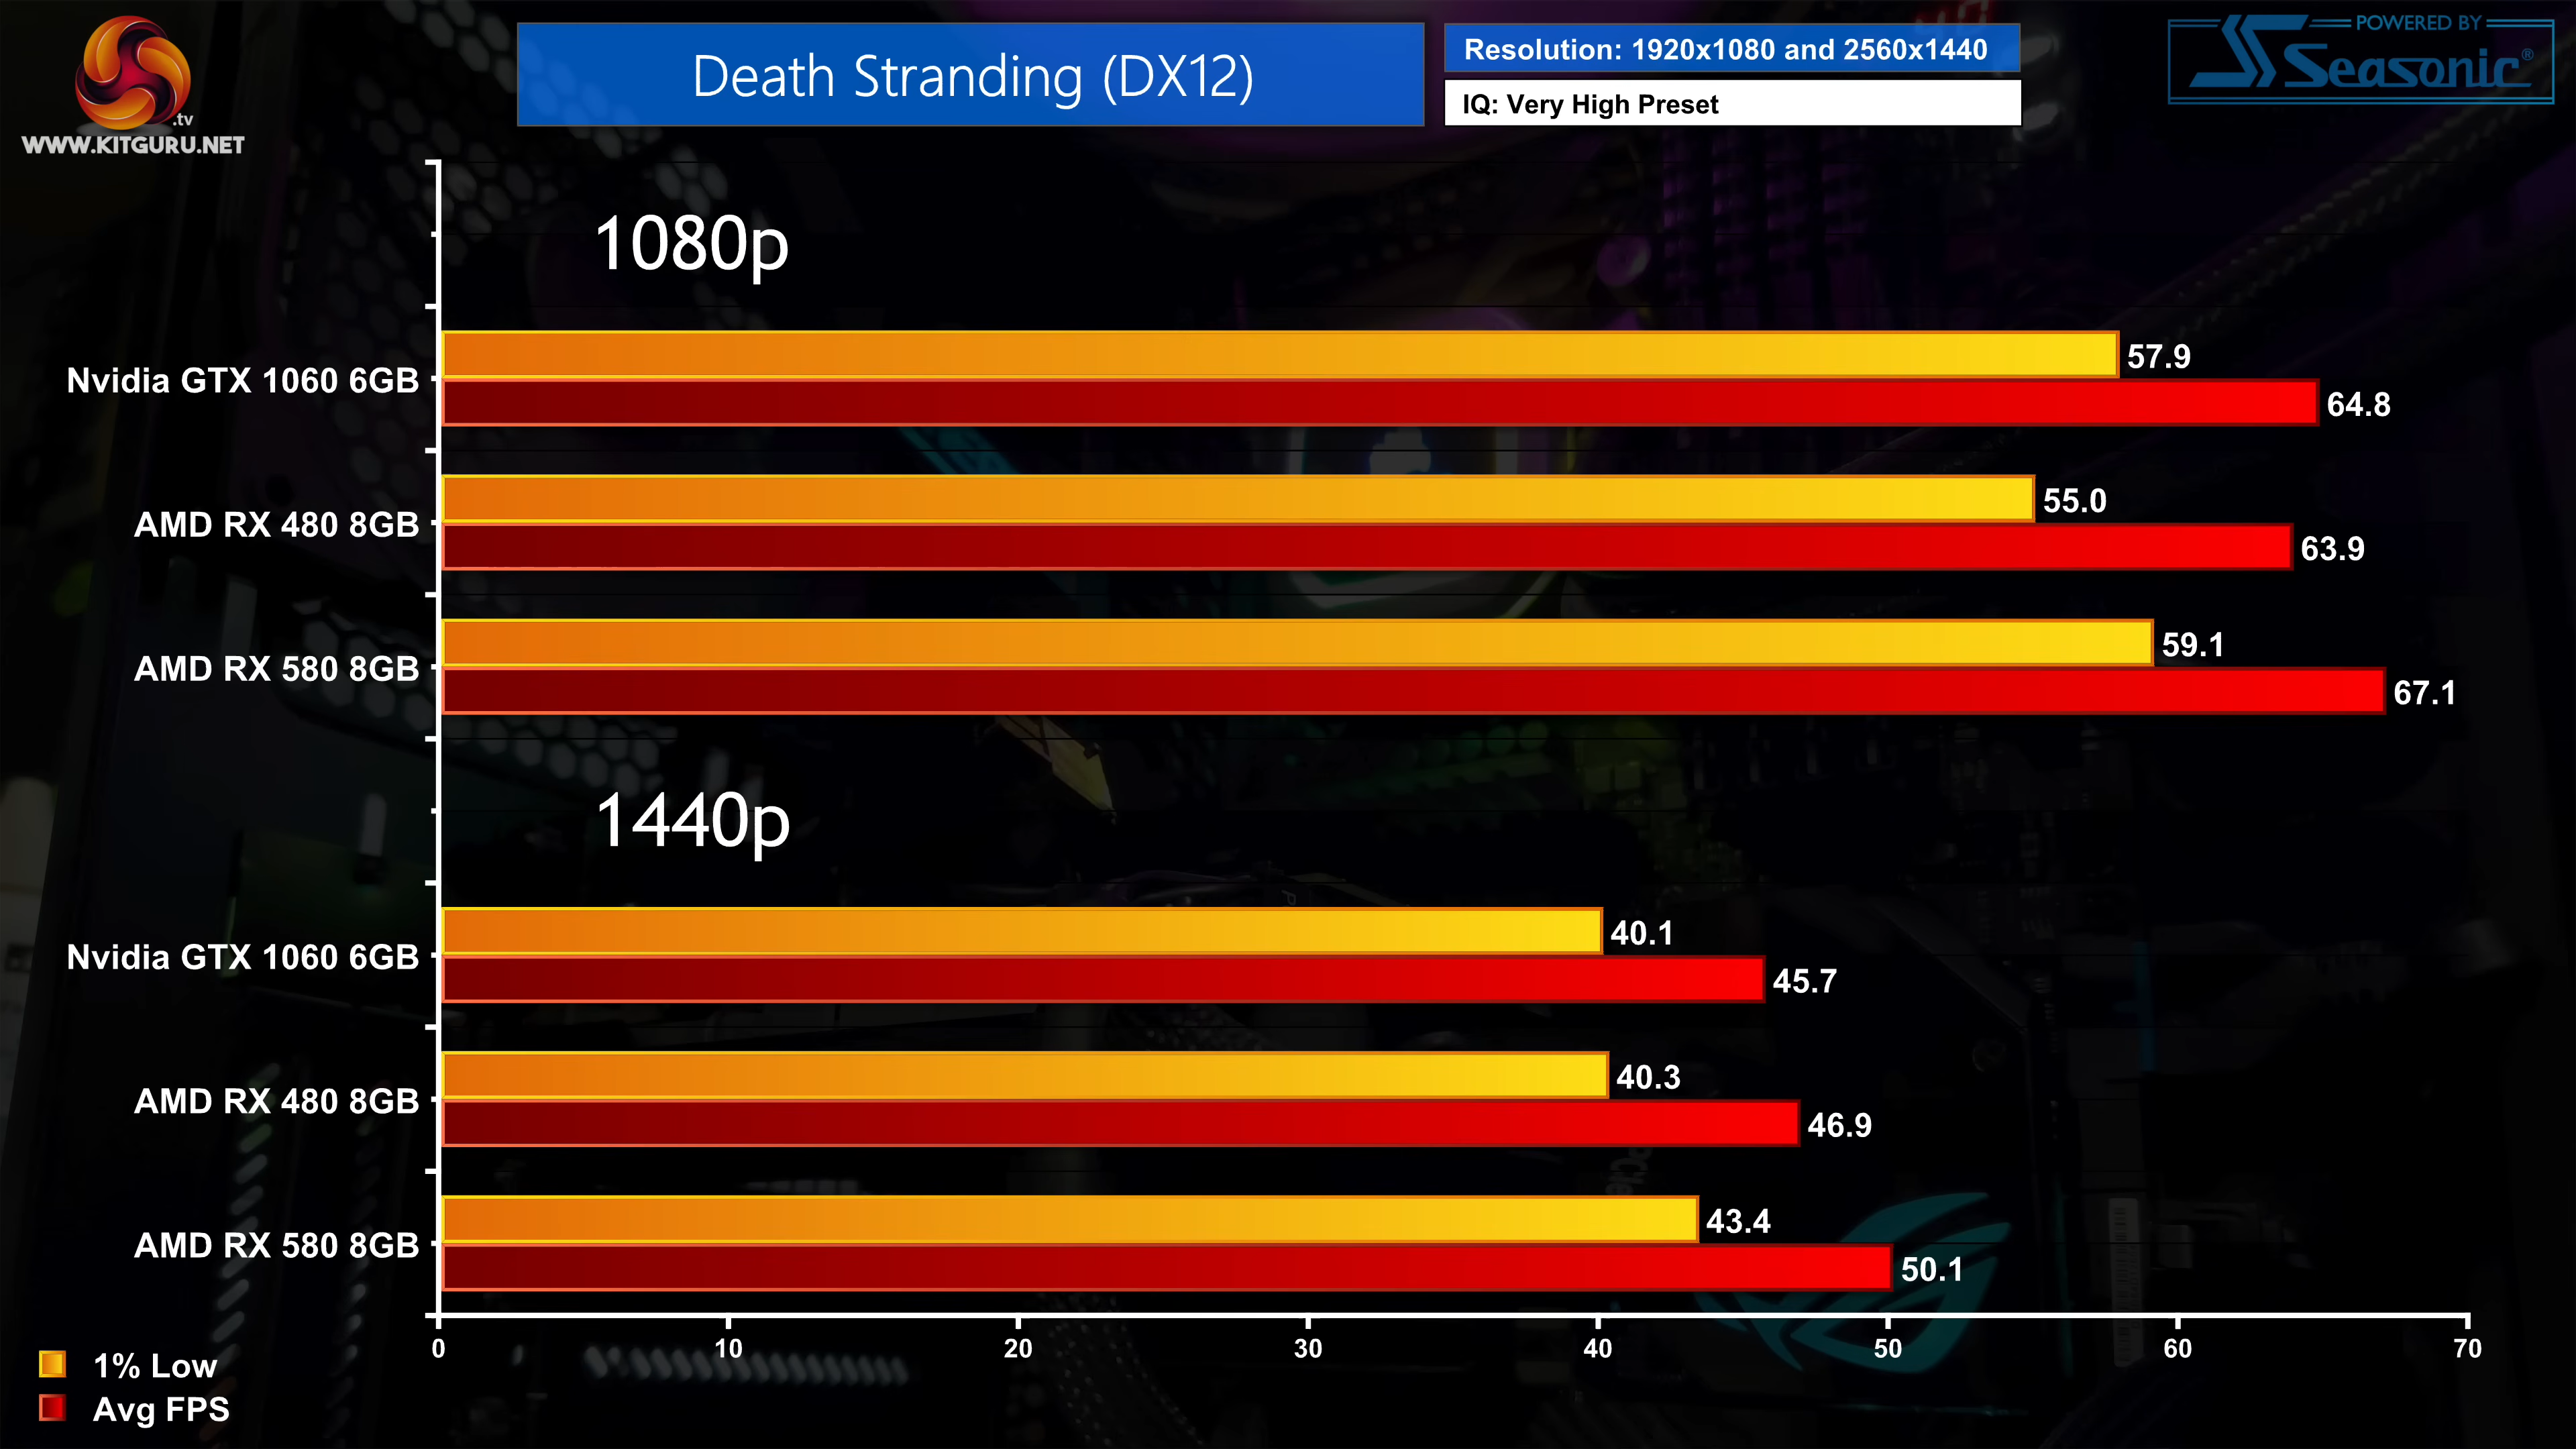 .tv
WWW.KITGURU.NET
Death Stranding (DX12)
Resolution: 1920x1080 and 2560x1440
IQ: Very High Preset
POWERED BY
Seasonic®
1080p
Nvidia GTX 1060 6GB
57.9
64.8
AMD RX 480 8GB
55.0
63.9
AMD RX 580 8GB
59.1
67.1
1440p
Nvidia GTX 1060 6GB
40.1
45.7
AMD RX 480 8GB
40.3
46.9
AMD RX 580 8GB
43.4
50.1
0 10 20 30 40 50 60 70
1% Low
Avg FPS